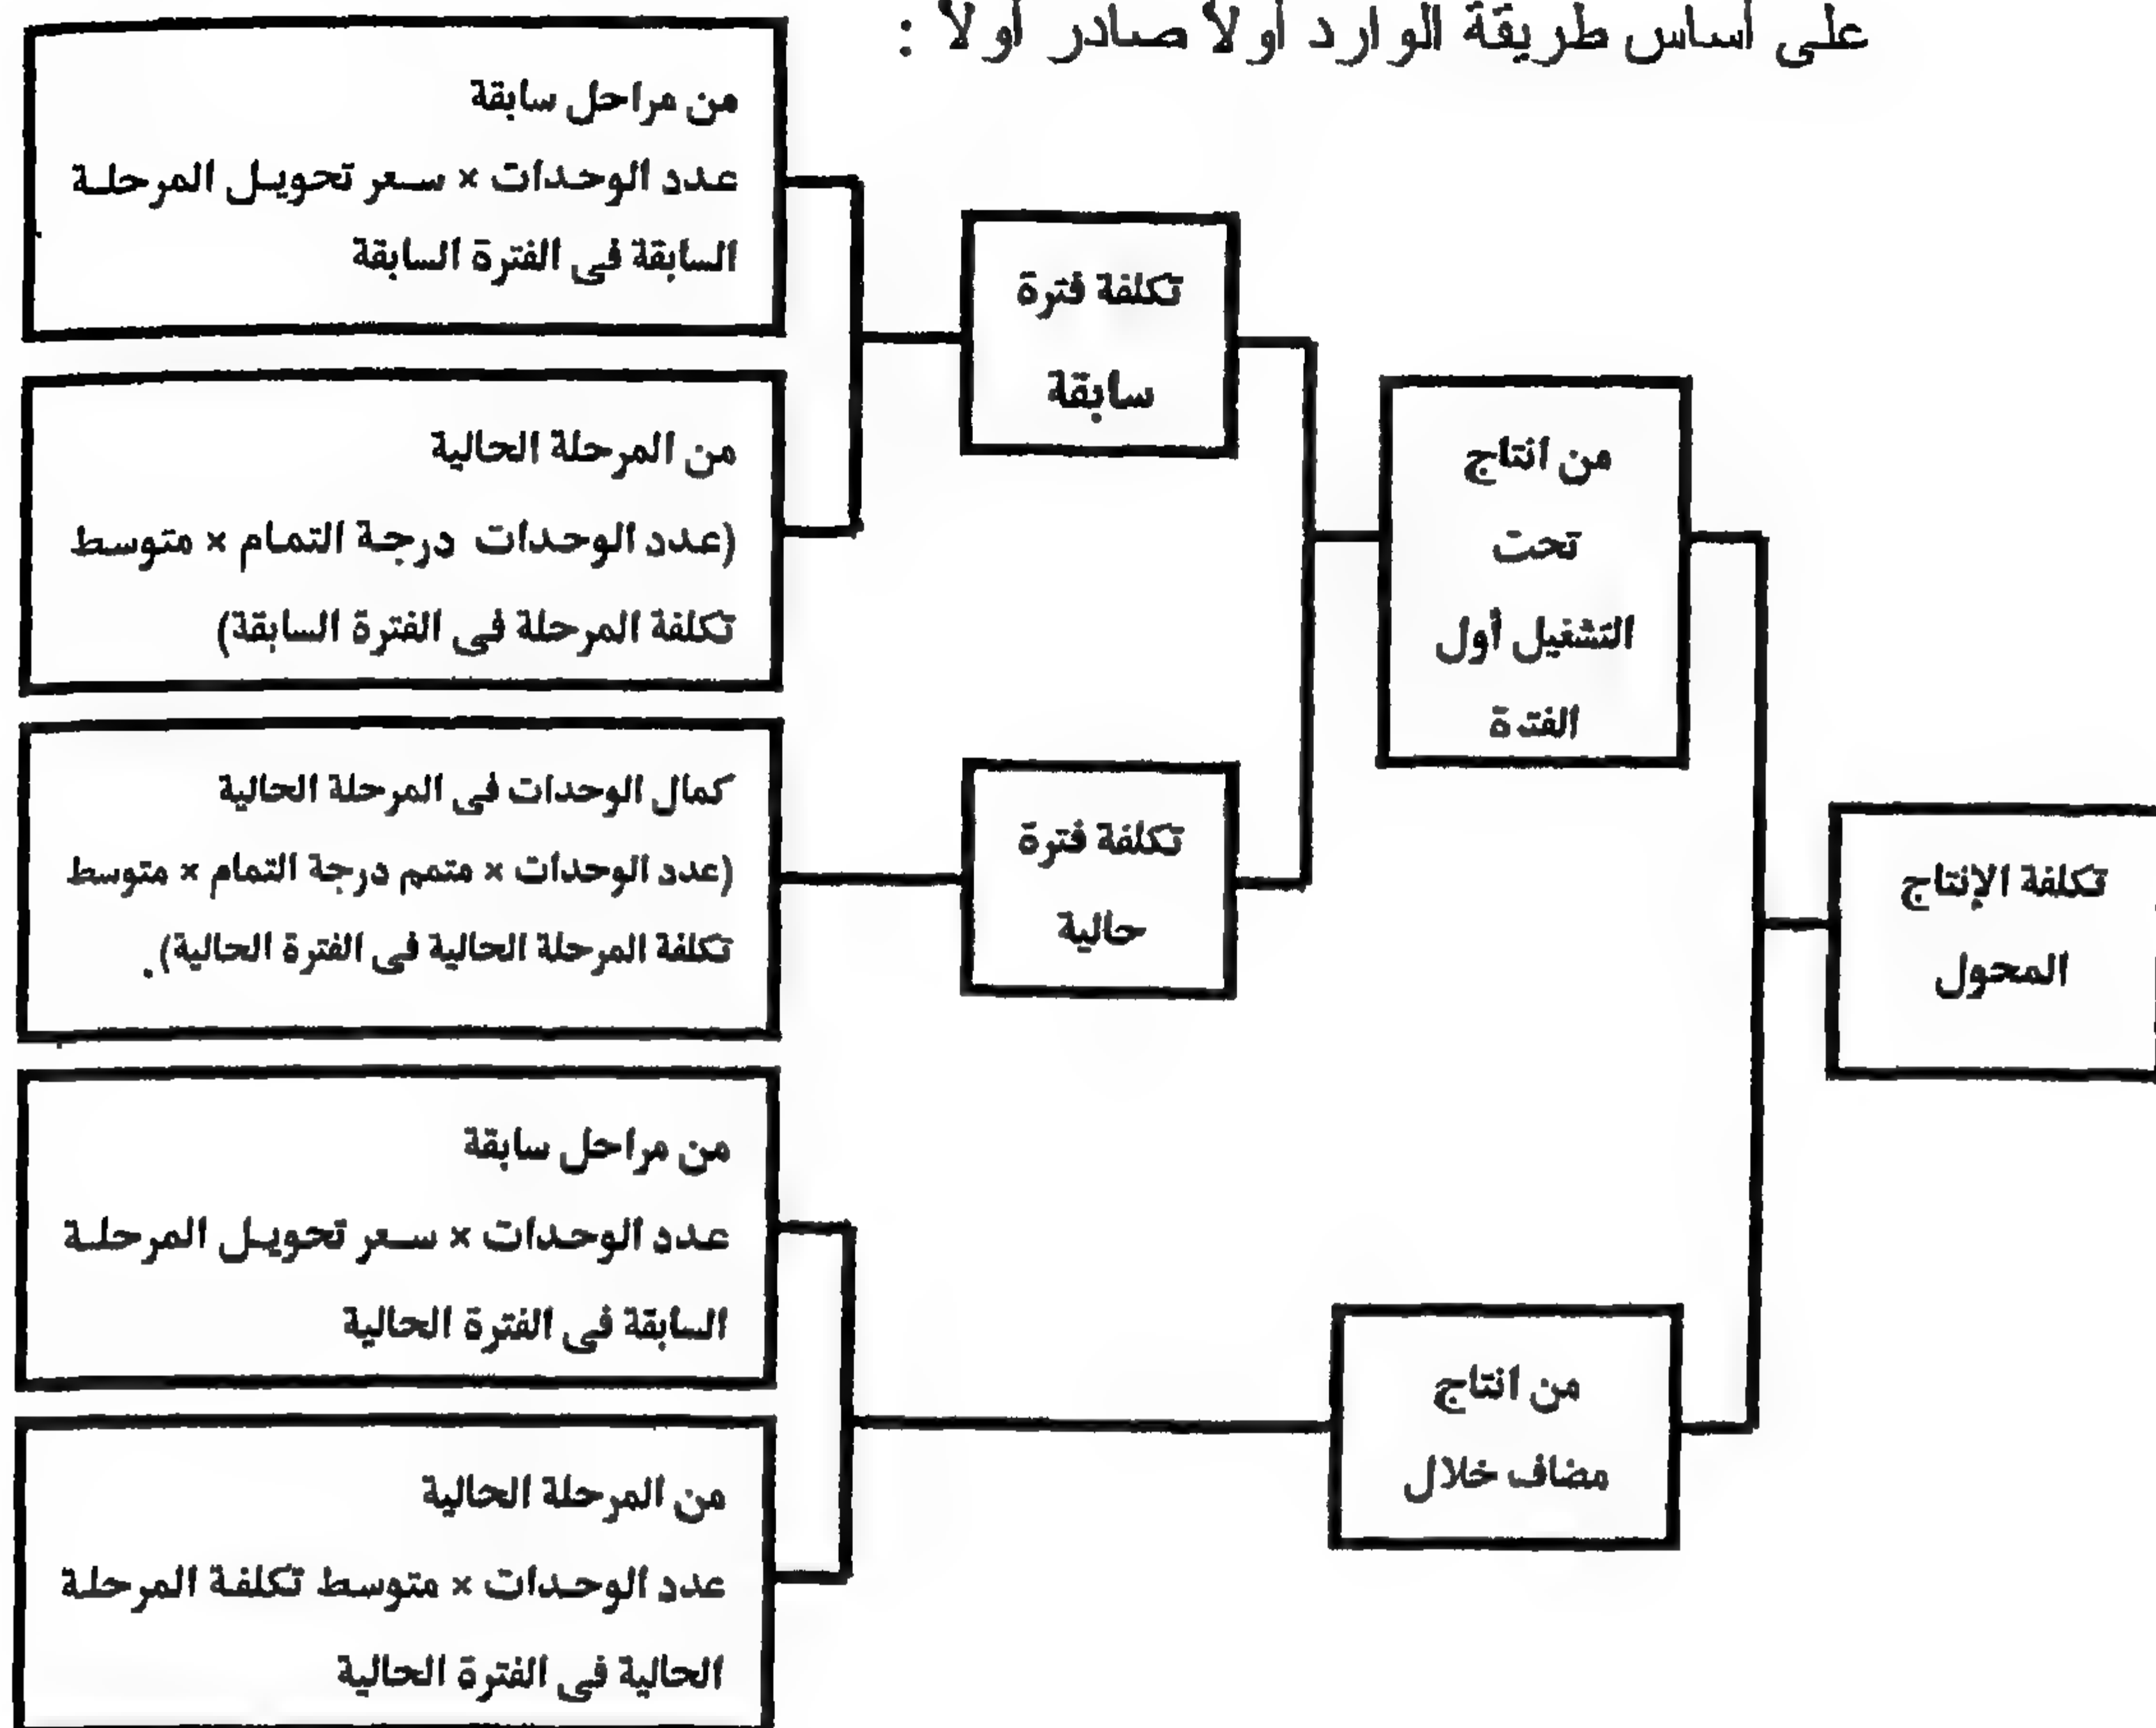 على أساس طريقة الوارد أولاً صادر أولاً :
تكلفة الإنتاج
المحول
من انتاج
تحت
التشغيل أول
الفترة
تكلفة فترة
سابقة
من مراحل سابقة
عدد الوحدات × سعر تحويل المرحلة
السابقة فى الفترة السابقة
من المرحلة الحالية
(عدد الوحدات درجة التمام × متوسط
تكلفة المرحلة فى الفترة السابقة)
تكلفة فترة
حالية
كمال الوحدات فى المرحلة الحالية
(عدد الوحدات × متمم درجة التمام × متوسط
تكلفة المرحلة الحالية فى الفترة الحالية).
من انتاج
مضاف خلال
من مراحل سابقة
عدد الوحدات × سعر تحويل المرحلة
السابقة فى الفترة الحالية
من المرحلة الحالية
عدد الوحدات × متوسط تكلفة المرحلة
الحالية فى الفترة الحالية